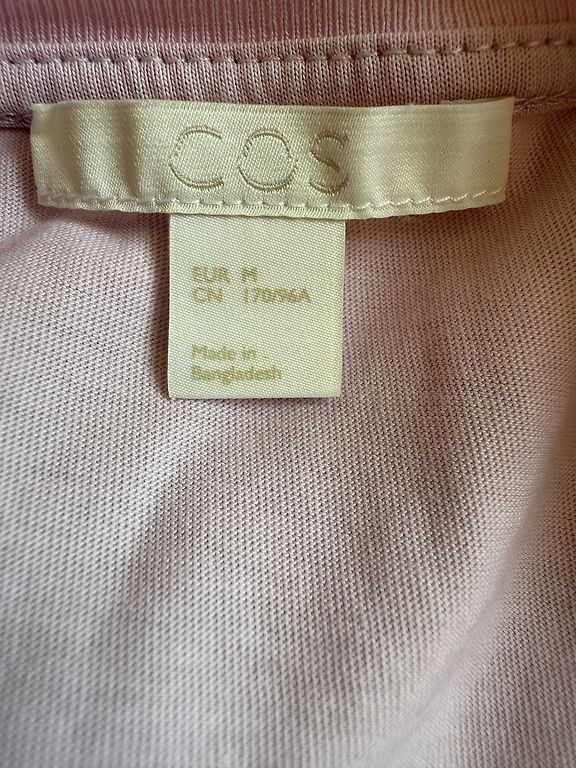 COS
EUR M
CN 170/96A
Made in
Bangladesh